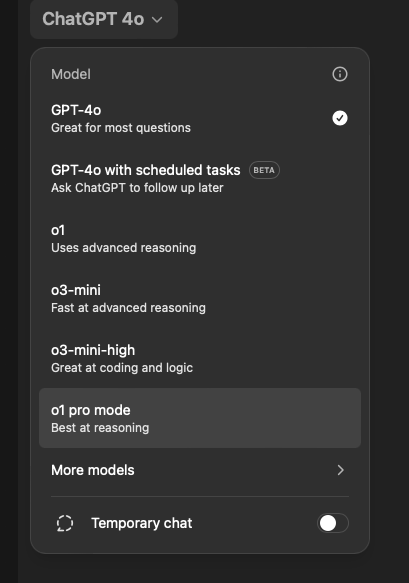 ChatGPT 4o
Model
GPT-4o
Great for most questions
GPT-4o with scheduled tasks BETA
Ask ChatGPT to follow up later
o1
Uses advanced reasoning
o3-mini
Fast at advanced reasoning
o3-mini-high
Great at coding and logic
o1 pro mode
Best at reasoning
More models
Temporary chat